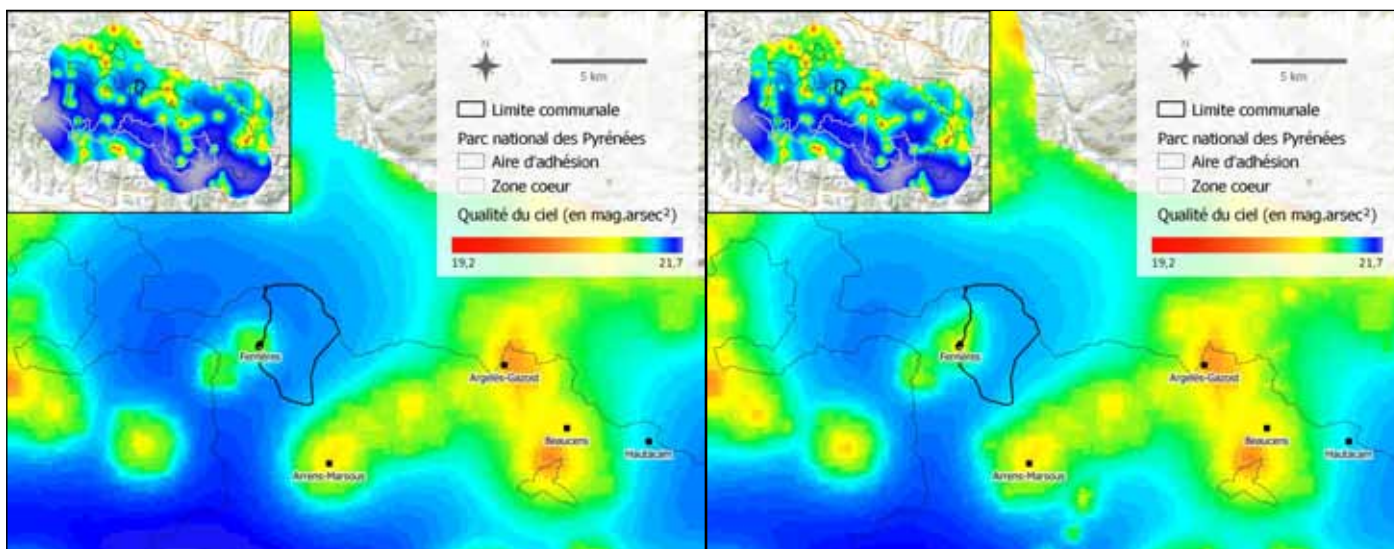 N
5 km
Limite communale
Parc national des Pyrénées
Aire d'adhésion
Zone coeur
Qualité du ciel (en mag.arsec²)
19,2 21,7
Ferrières
Argelès-Gazost
Beaucens
Hautacam
Arrens-Marsous
N
5 km
Limite communale
Parc national des Pyrénées
Aire d'adhésion
Zone coeur
Qualité du ciel (en mag.arsec²)
19,2 21,7
Ferrières
Argelès-Gazost
Beaucens
Hautacam
Arrens-Marsous